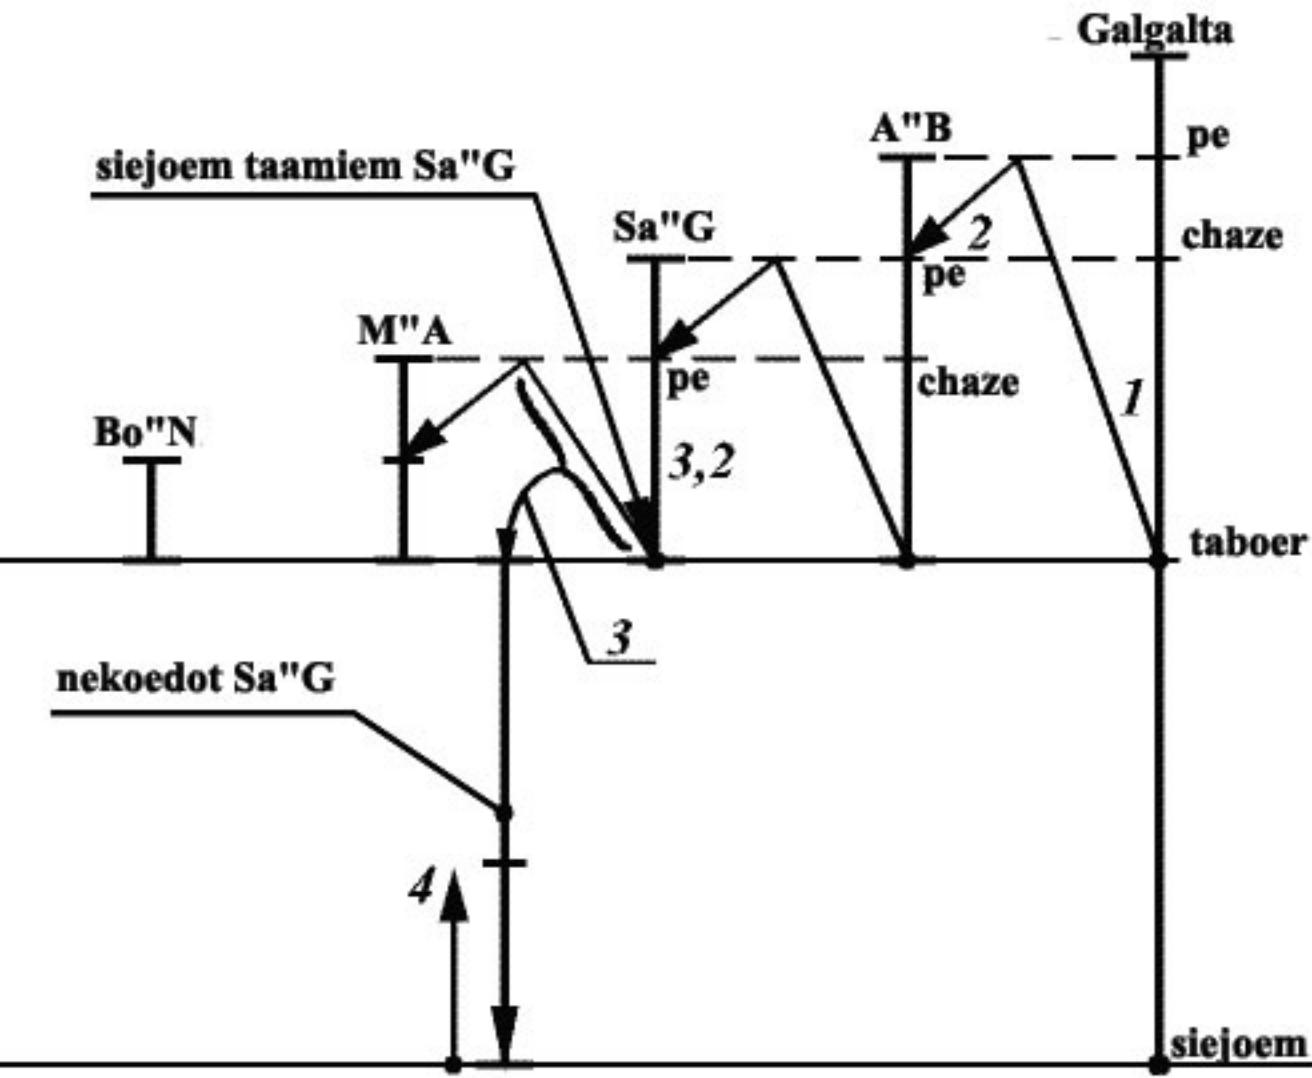 Galgalta
A"B
pe
siejoem taamiem Sa"G
Sa"G
2
chaze
pe
M"A
pe
chaze
1
Bo"N
3,2
taboer
3
nekoedot Sa"G
4
siejoem